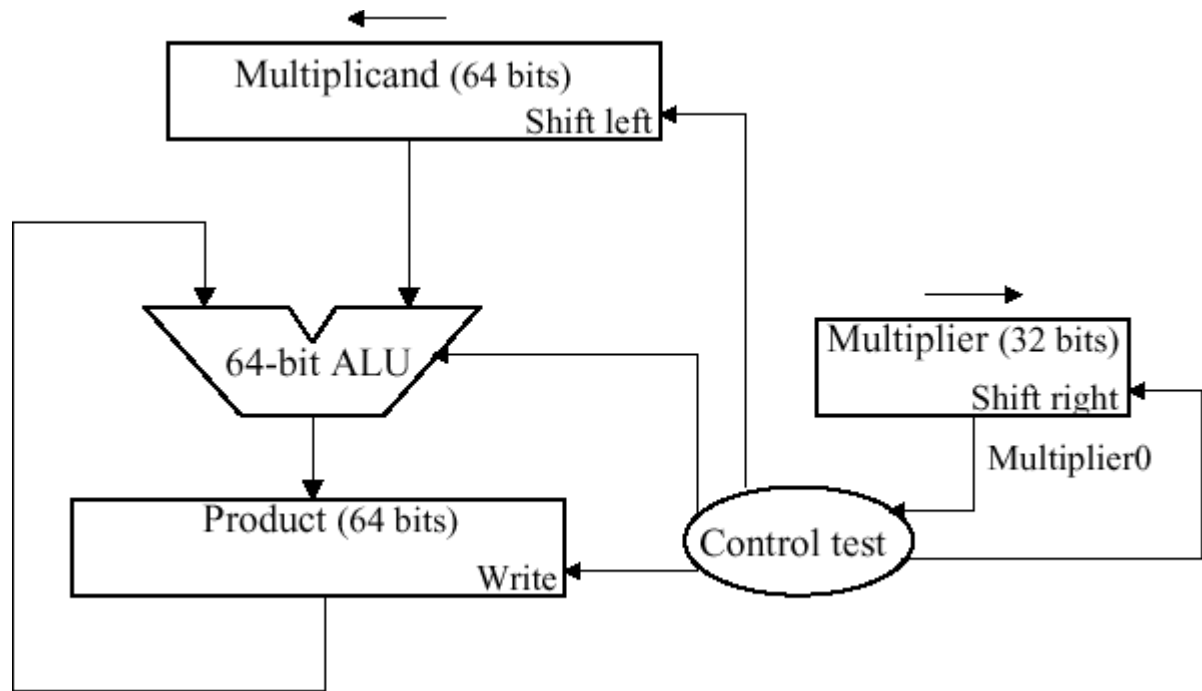 Multiplicand (64 bits)
Shift left
64-bit ALU
Multiplier (32 bits)
Shift right
Multiplier0
Product (64 bits)
Write
Control test